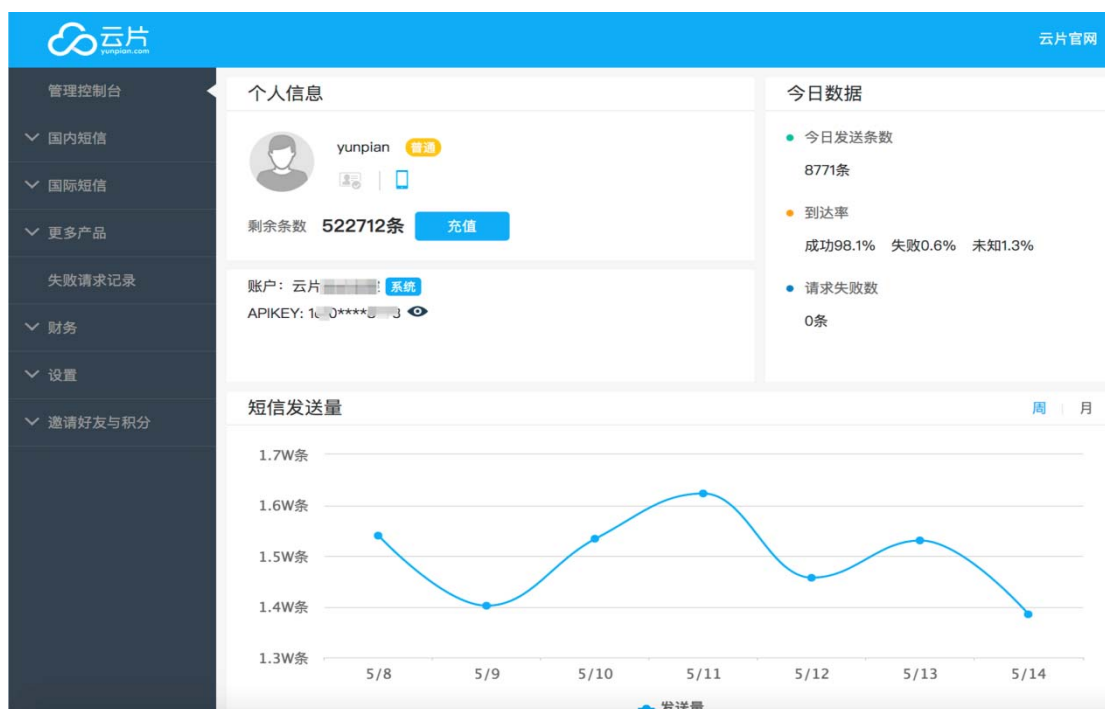 云片
yunpian.com
云片官网
管理控制台
国内短信
国际短信
更多产品
失败请求记录
财务
设置
邀请好友与积分
个人信息
yunpian 普通
剩余条数 522712条 充值
账户：云片 系统
APIKEY:
今日数据
今日发送条数
8771条
到达率
成功98.1% 失败0.6% 未知1.3%
请求失败数
0条
短信发送量
周 月
1.7W条
1.6W条
1.5W条
1.4W条
1.3W条
5/8 5/9 5/10 5/11 5/12 5/13 5/14
发送量